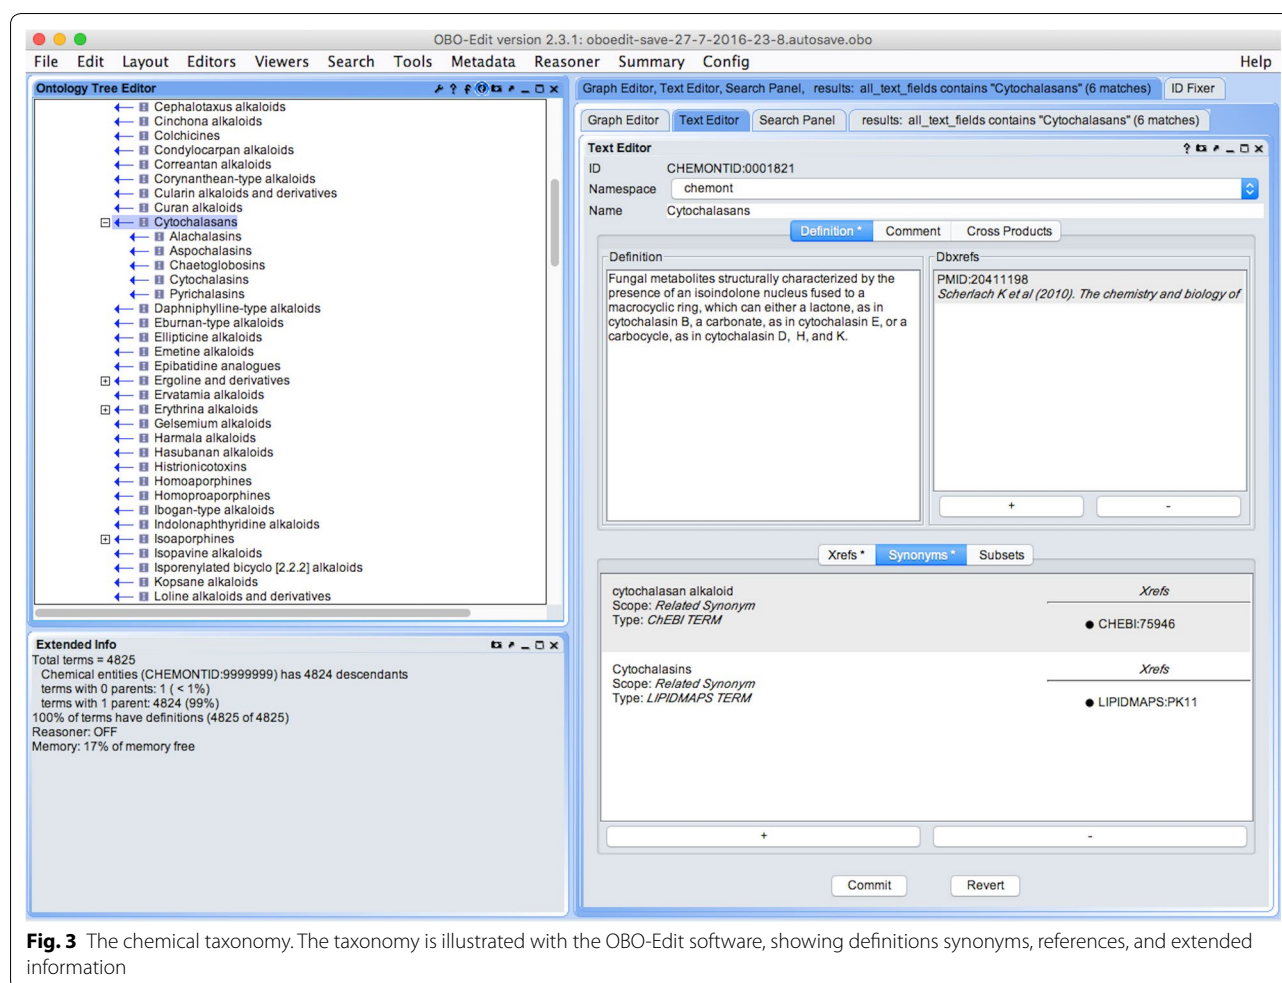 OBO-Edit version 2.3.1: oboedit-save-27-7-2016-23-8.autosave.obo
File Edit Layout Editors Viewers Search Tools Metadata Reasoner Summary Config Help
Ontology Tree Editor
Cephalotaxus alkaloids
Cinchona alkaloids
Colchicines
Condylocarpan alkaloids
Correantan alkaloids
Corynanthean-type alkaloids
Cularin alkaloids and derivatives
Curan alkaloids
Cytochalasans
Alachalasins
Aspochalasins
Chaetoglobosins
Cytochalasins
Pyrichalasins
Daphniphylline-type alkaloids
Eburnan-type alkaloids
Ellipticine alkaloids
Emetine alkaloids
Epibatidine analogues
Ergoline and derivatives
Ervatamia alkaloids
Erythrina alkaloids
Gelsemium alkaloids
Harmala alkaloids
Hasubanan alkaloids
Histrionicotoxins
Homoaporphines
Homoproaporphines
Ibogan-type alkaloids
Indolonaphthyridine alkaloids
Isoaporphines
Isopavine alkaloids
Isporenylated bicyclo [2.2.2] alkaloids
Kopsane alkaloids
Loline alkaloids and derivatives
Extended Info
Total terms = 4825
Chemical entities (CHEMONTID:9999999) has 4824 descendants
terms with 0 parents: 1 ( < 1%)
terms with 1 parent: 4824 (99%)
100% of terms have definitions (4825 of 4825)
Reasoner: OFF
Memory: 17% of memory free
Graph Editor, Text Editor, Search Panel, results: all_text_fields contains "Cytochalasans" (6 matches) ID Fixer
Graph Editor Text Editor Search Panel results: all_text_fields contains "Cytochalasans" (6 matches)
Text Editor
ID CHEMONTID:0001821
Namespace chemont
Name Cytochalasans
Definition * Comment Cross Products
Definition
Fungal metabolites structurally characterized by the
presence of an isoindolone nucleus fused to a
macrocyclic ring, which can either a lactone, as in
cytochalasin B, a carbonate, as in cytochalasin E, or a
carbocycle, as in cytochalasin D, H, and K.
Dbxrefs
PMID:20411198
Scherlach K et al (2010). The chemistry and biology of
+ -
Xrefs * Synonyms * Subsets
cytochalasan alkaloid
Scope: Related Synonym
Type: ChEBI TERM
Xrefs
● CHEBI:75946
Cytochalasins
Scope: Related Synonym
Type: LIPIDMAPS TERM
Xrefs
● LIPIDMAPS:PK11
+ -
Commit Revert
Fig. 3 The chemical taxonomy. The taxonomy is illustrated with the OBO-Edit software, showing definitions synonyms, references, and extended
information